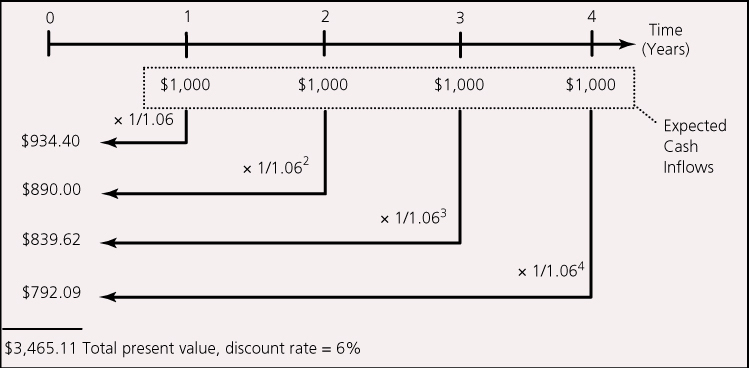 0 1 2 3 4
Time
(Years)
$1,000 $1,000 $1,000 $1,000
× 1/1.06
Expected
Cash
Inflows
$934.40
× 1/1.06²
$890.00
× 1/1.06³
$839.62
× 1/1.06⁴
$792.09
$3,465.11 Total present value, discount rate = 6%